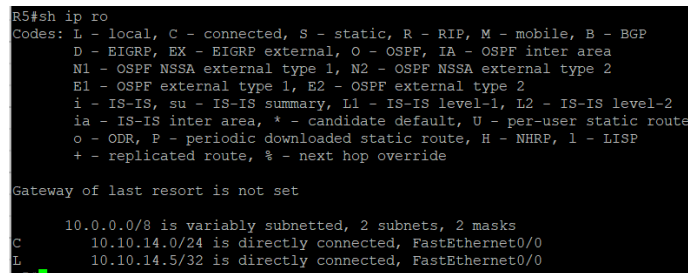 R5#sh ip ro
Codes: L - local, C - connected, S - static, R - RIP, M - mobile, B - BGP
       D - EIGRP, EX - EIGRP external, O - OSPF, IA - OSPF inter area
       N1 - OSPF NSSA external type 1, N2 - OSPF NSSA external type 2
       E1 - OSPF external type 1, E2 - OSPF external type 2
       i - IS-IS, su - IS-IS summary, L1 - IS-IS level-1, L2 - IS-IS level-2
       ia - IS-IS inter area, * - candidate default, U - per-user static route
       o - ODR, P - periodic downloaded static route, H - NHRP, l - LISP
       + - replicated route, % - next hop override
Gateway of last resort is not set
      10.0.0.0/8 is variably subnetted, 2 subnets, 2 masks
C        10.10.14.0/24 is directly connected, FastEthernet0/0
L        10.10.14.5/32 is directly connected, FastEthernet0/0